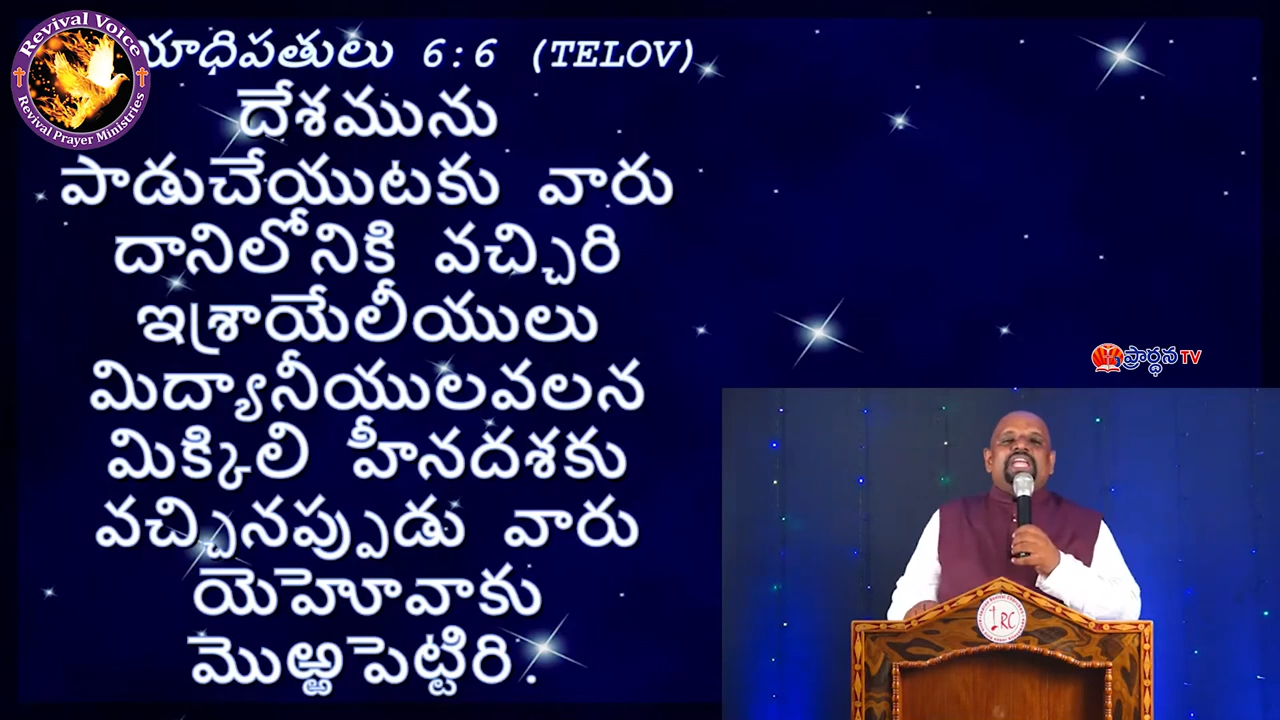 Revival Voice
Revival Prayer Ministries
యాధిపతులు 6:6 (TELOV)
దేశమును
పాడుచేయుటకు వారు
దానిలోనికి వచ్చిరి
ఇశ్రాయేలీయులు
మిద్యానీయులవలన
మిక్కిలి హీనదశకు
వచ్చినప్పుడు వారు
యెహోవాకు
మొఱ్ఱపెట్టిరి.
ప్రార్థన TV
IRC